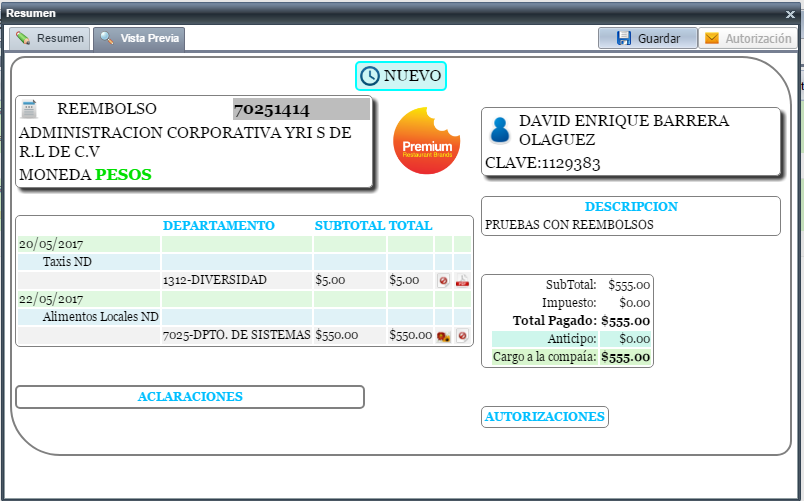 Resumen
Resumen
Vista Previa
Guardar
Autorización
NUEVO
REEMBOLSO 70251414
ADMINISTRACION CORPORATIVA YRI S DE
R.L DE C.V
MONEDA PESOS
Premium
Restaurant Brands
DAVID ENRIQUE BARRERA
OLAGUEZ
CLAVE:1129383
DESCRIPCION
PRUEBAS CON REEMBOLSOS
DEPARTAMENTO SUBTOTAL TOTAL
20/05/2017
Taxis ND
1312-DIVERSIDAD $5.00 $5.00
22/05/2017
Alimentos Locales ND
7025-DPTO. DE SISTEMAS $550.00 $550.00
SubTotal: $555.00
Impuesto: $0.00
Total Pagado: $555.00
Anticipo: $0.00
Cargo a la compaía: $555.00
ACLARACIONES
AUTORIZACIONES